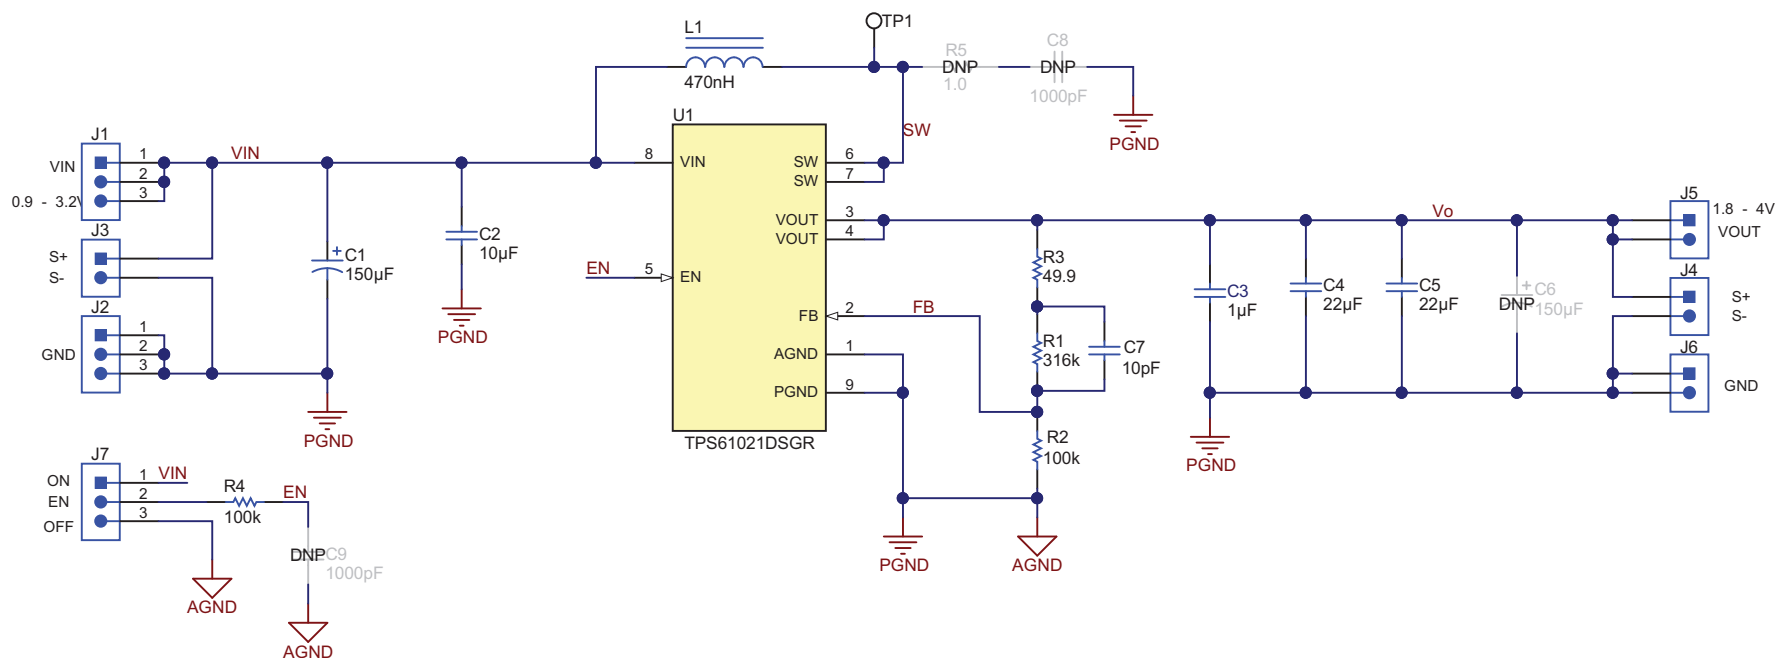 L1
470nH
TP1
R5
DNP
1.0
C8
DNP
1000pF
PGND
SW
U1
8 VIN
SW 6
SW 7
VOUT 3
VOUT 4
5 EN
EN
FB 2
FB
AGND 1
PGND 9
TPS61021DSGR
J1
VIN
0.9 - 3.2V
1
2
3
VIN
J3
S+
S-
J2
GND
1
2
3
+
C1
150µF
PGND
C2
10µF
PGND
J7
ON
EN
OFF
1
2
3
VIN
R4
100k
EN
DNP
C9
1000pF
AGND
AGND
R3
49.9
R1
316k
C7
10pF
R2
100k
PGND
AGND
C3
1µF
C4
22µF
C5
22µF
Vo
+
C6
DNP
150µF
PGND
J5
1.8 - 4V
VOUT
J4
S+
S-
J6
GND